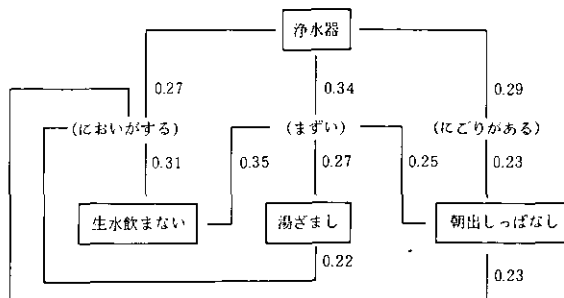 浄水器
0.27
0.34
0.29
(においがする)
(まずい)
(にごりがある)
0.31
0.35
0.27
0.25
0.23
生水飲まない
湯ざまし
朝出しっぱなし
0.22
0.23